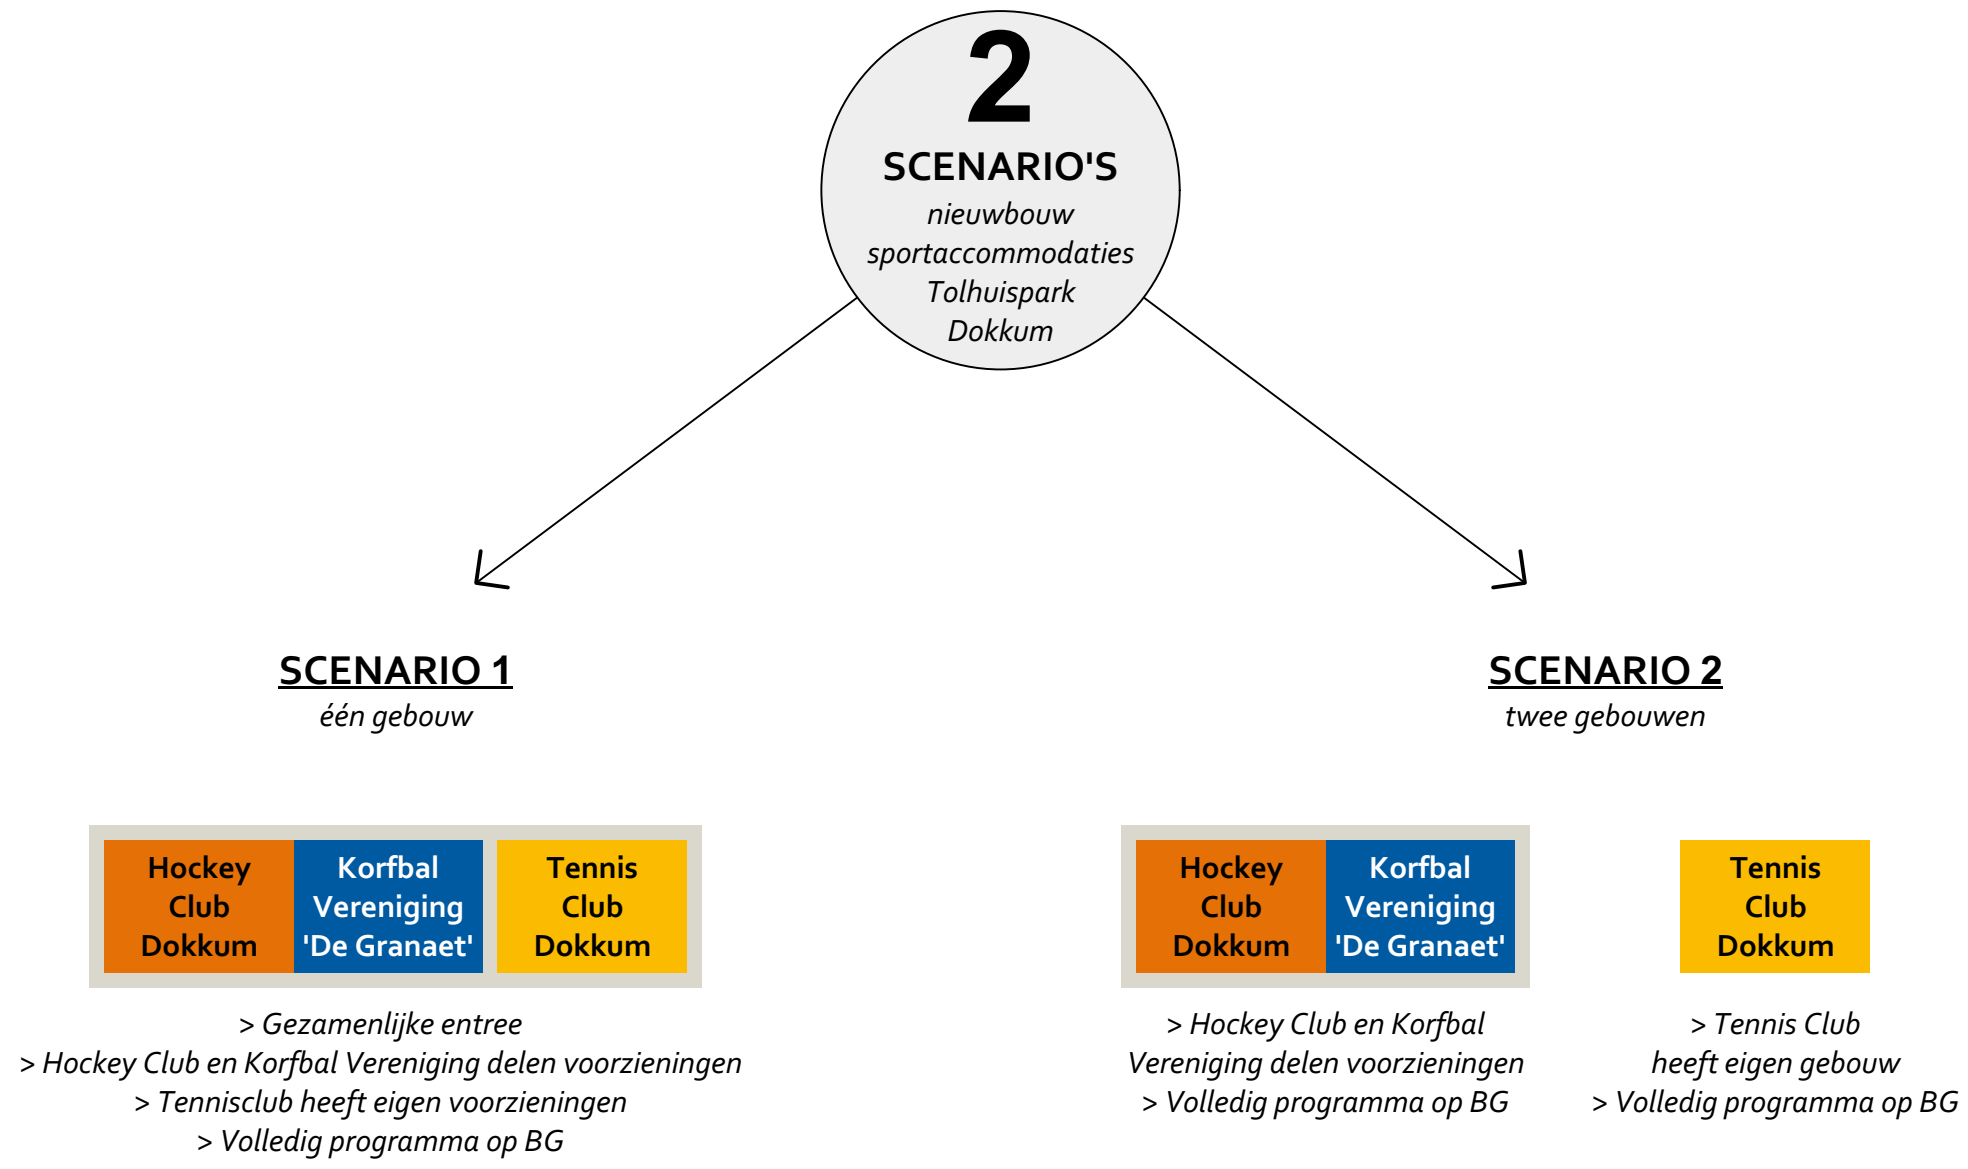 2
SCENARIO'S
nieuwbouw
sportaccommodaties
Tolhuispark
Dokkum
SCENARIO 1
één gebouw
Hockey
Club
Dokkum
Korfbal
Vereniging
'De Granaet'
Tennis
Club
Dokkum
> Gezamenlijke entree
> Hockey Club en Korfbal Vereniging delen voorzieningen
> Tennisclub heeft eigen voorzieningen
> Volledig programma op BG
SCENARIO 2
twee gebouwen
Hockey
Club
Dokkum
Korfbal
Vereniging
'De Granaet'
> Hockey Club en Korfbal
Vereniging delen voorzieningen
> Volledig programma op BG
Tennis
Club
Dokkum
> Tennis Club
heeft eigen gebouw
> Volledig programma op BG